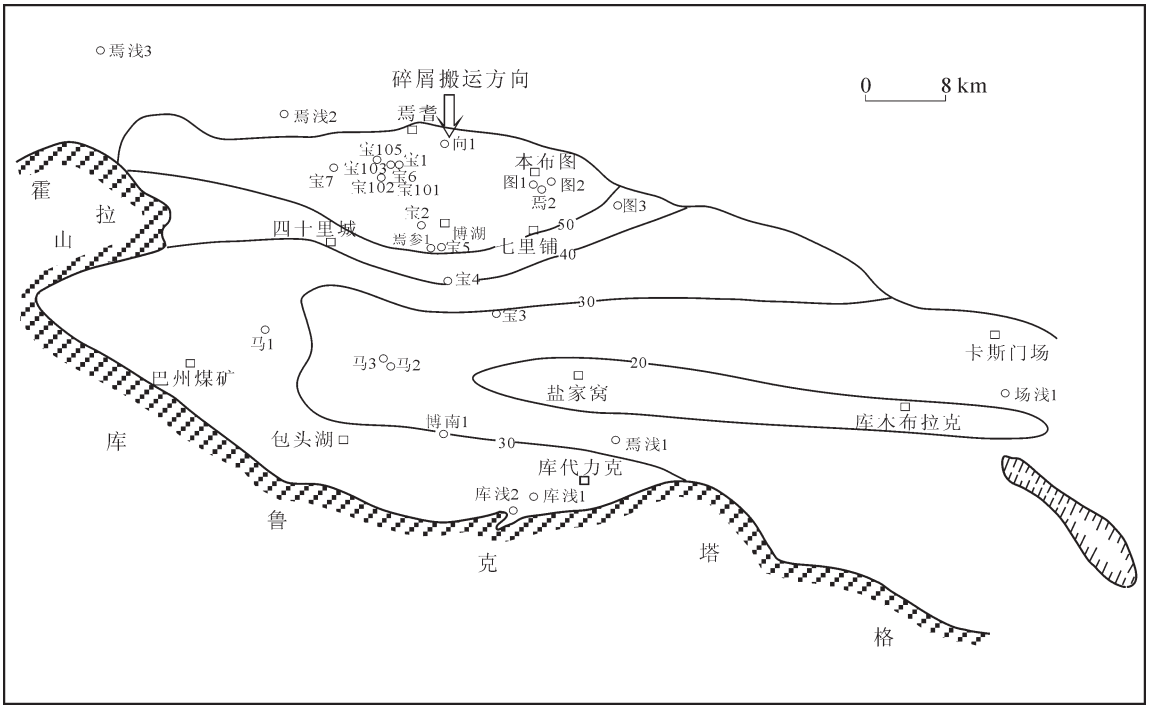 焉浅3
碎屑搬运方向
0 8 km
焉浅2
焉耆
向1
宝105
宝103
宝1
宝7
宝6
宝102
宝101
本布图
图1
图2
焉2
图3
霍
拉
山
宝2
博湖
50
四十里城
焉参1
宝5
七里铺
40
宝4
30
宝3
马1
马3
马2
卡斯门场
20
巴州煤矿
盐家窝
场浅1
库木布拉克
博南1
包头湖
30
焉浅1
库
库代力克
库浅2
库浅1
鲁
克
塔
格